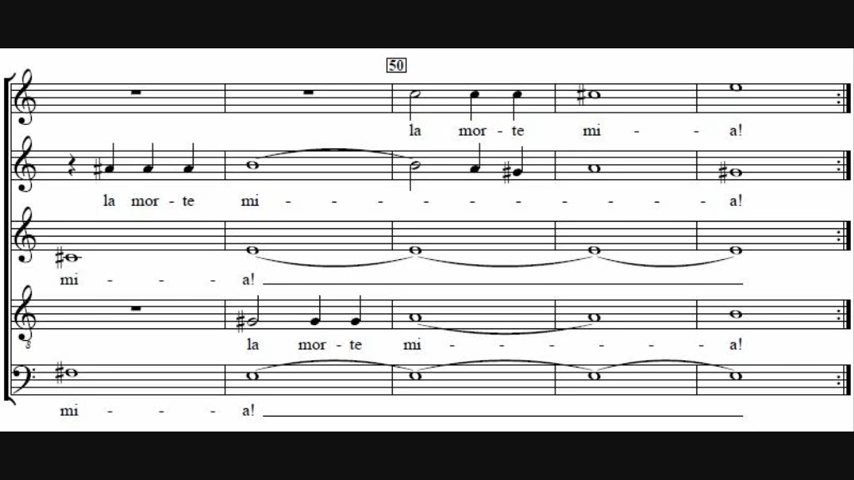 50
la mor - te mi - - a!
la mor - te mi - - - - - - - - - - - a!
mi - - - a!
la mor - te mi - - - - - - - a!
mi - - - a!